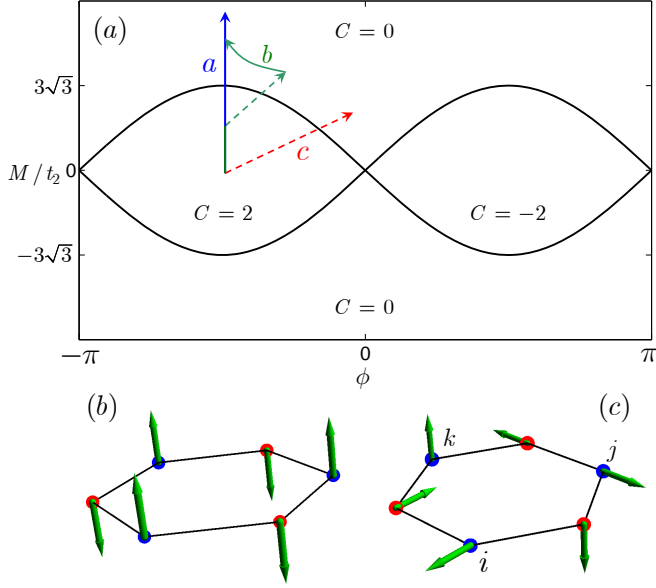 (a)
C = 0
a
b
3√3
c
M / t₂ 0
C = 2
C = −2
−3√3
C = 0
−π
0
π
ϕ
(b)
(c)
k
j
i